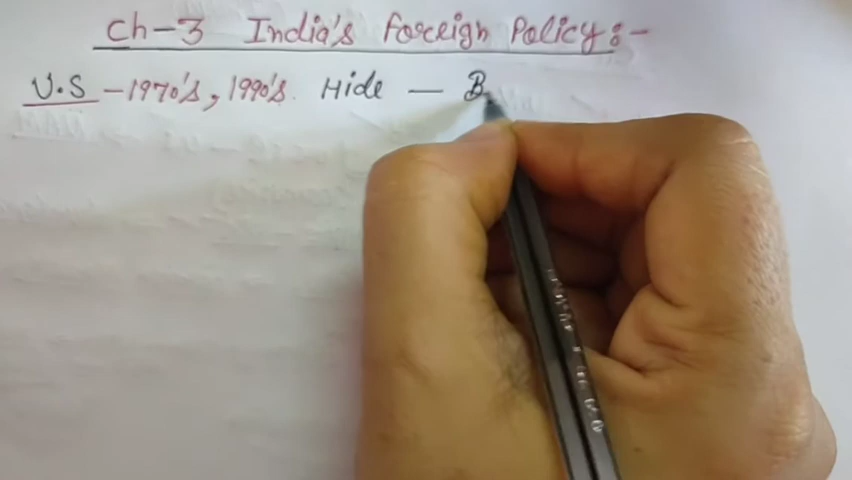 Ch-3 India's Foreign Policy:-
U.S - 1970's, 1990's. Hide — B